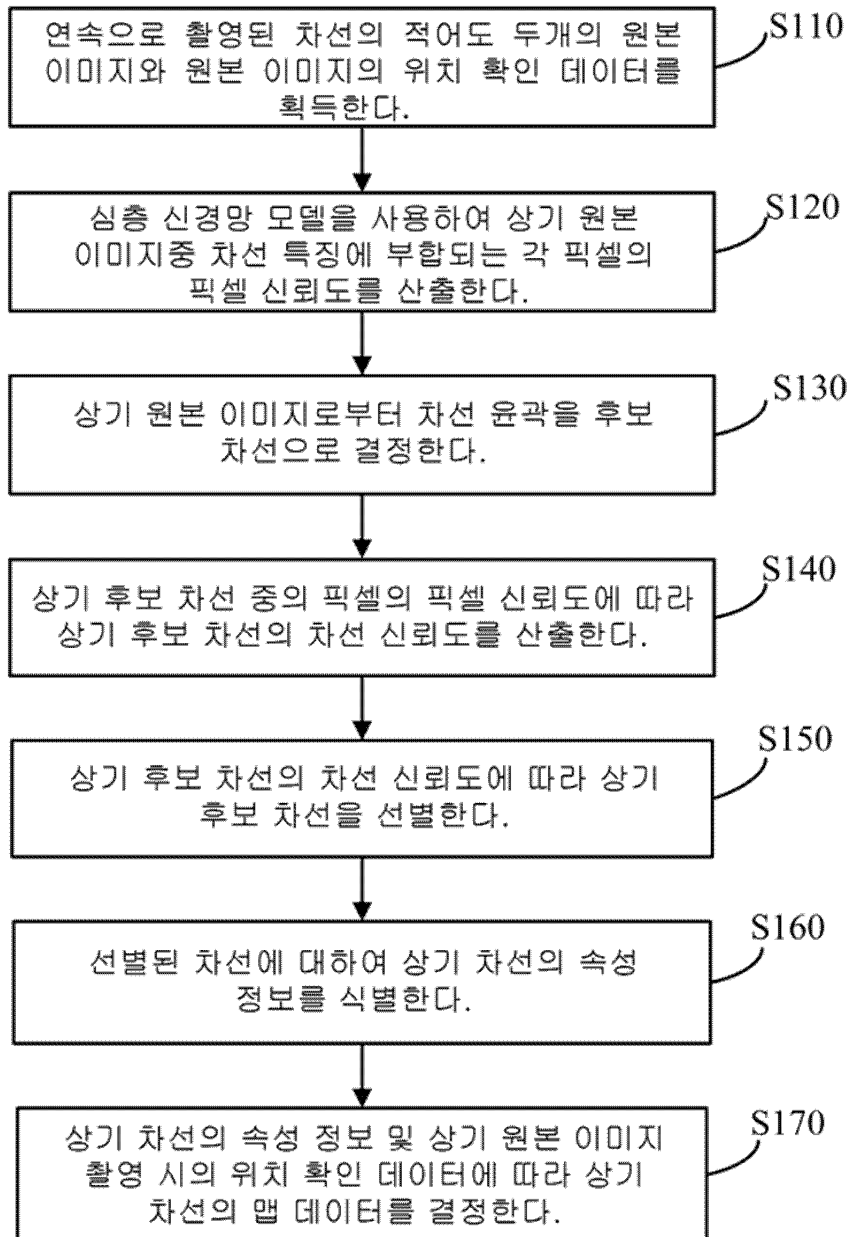 연속으로 촬영된 차선의 적어도 두개의 원본
이미지와 원본 이미지의 위치 확인 데이터를
획득한다.
S110
심층 신경망 모델을 사용하여 상기 원본
이미지중 차선 특징에 부합되는 각 픽셀의
픽셀 신뢰도를 산출한다.
S120
상기 원본 이미지로부터 차선 윤곽을 후보
차선으로 결정한다.
S130
상기 후보 차선 중의 픽셀의 픽셀 신뢰도에 따라
상기 후보 차선의 차선 신뢰도를 산출한다.
S140
상기 후보 차선의 차선 신뢰도에 따라 상기
후보 차선을 선별한다.
S150
선별된 차선에 대하여 상기 차선의 속성
정보를 식별한다.
S160
상기 차선의 속성 정보 및 상기 원본 이미지
촬영 시의 위치 확인 데이터에 따라 상기
차선의 맵 데이터를 결정한다.
S170